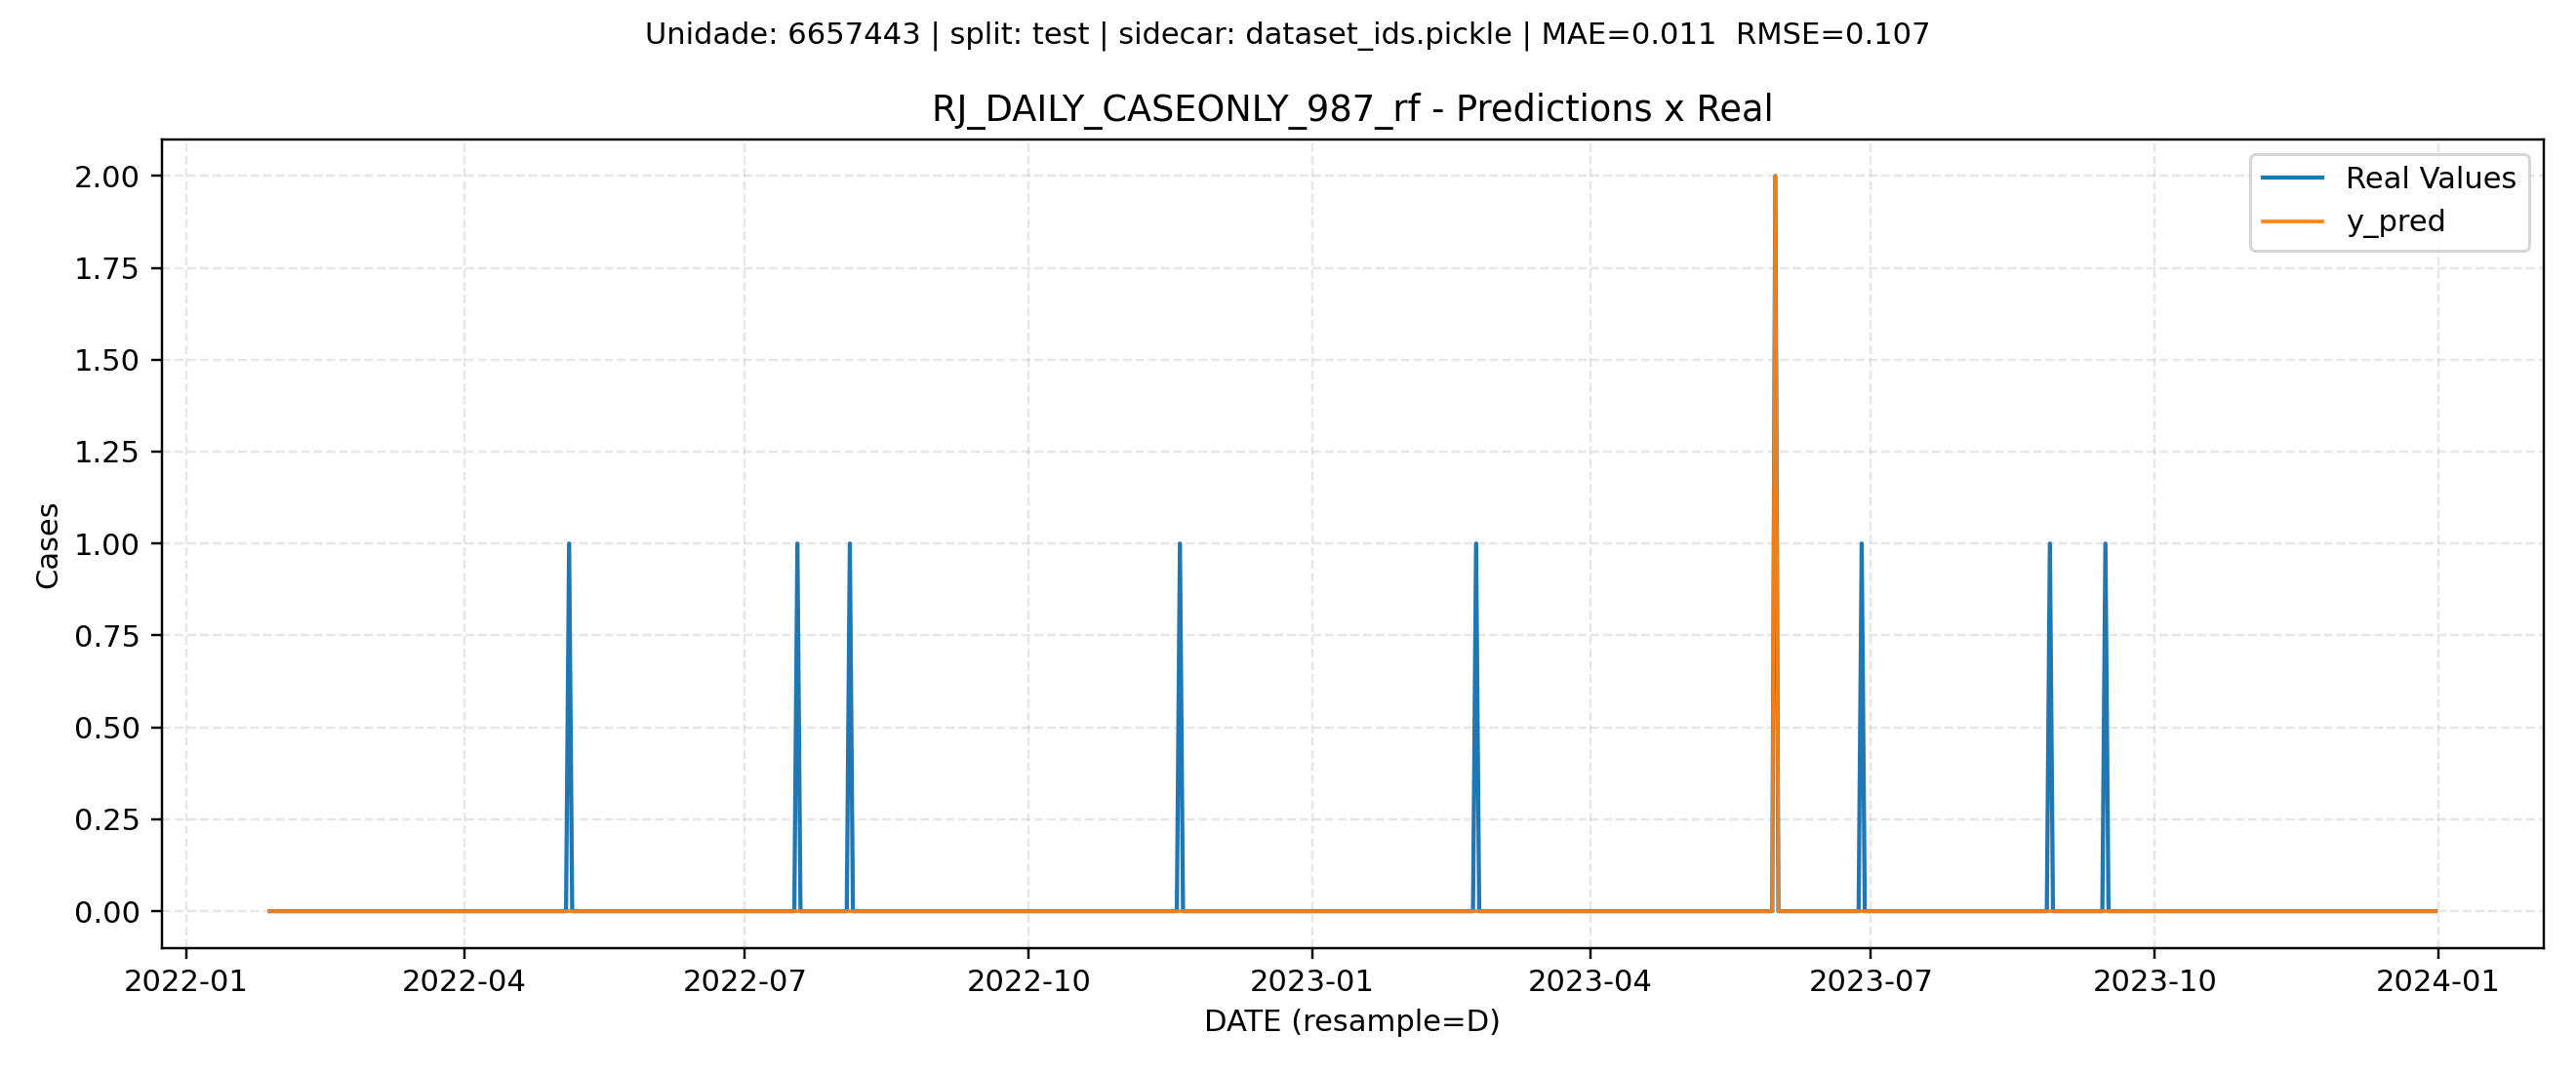 Unidade: 6657443 | split: test | sidecar: dataset_ids.pickle | MAE=0.011  RMSE=0.107
RJ_DAILY_CASEONLY_987_rf - Predictions x Real
Real Values
y_pred
Cases
2.00
1.75
1.50
1.25
1.00
0.75
0.50
0.25
0.00
2022-01 2022-04 2022-07 2022-10 2023-01 2023-04 2023-07 2023-10 2024-01
DATE (resample=D)